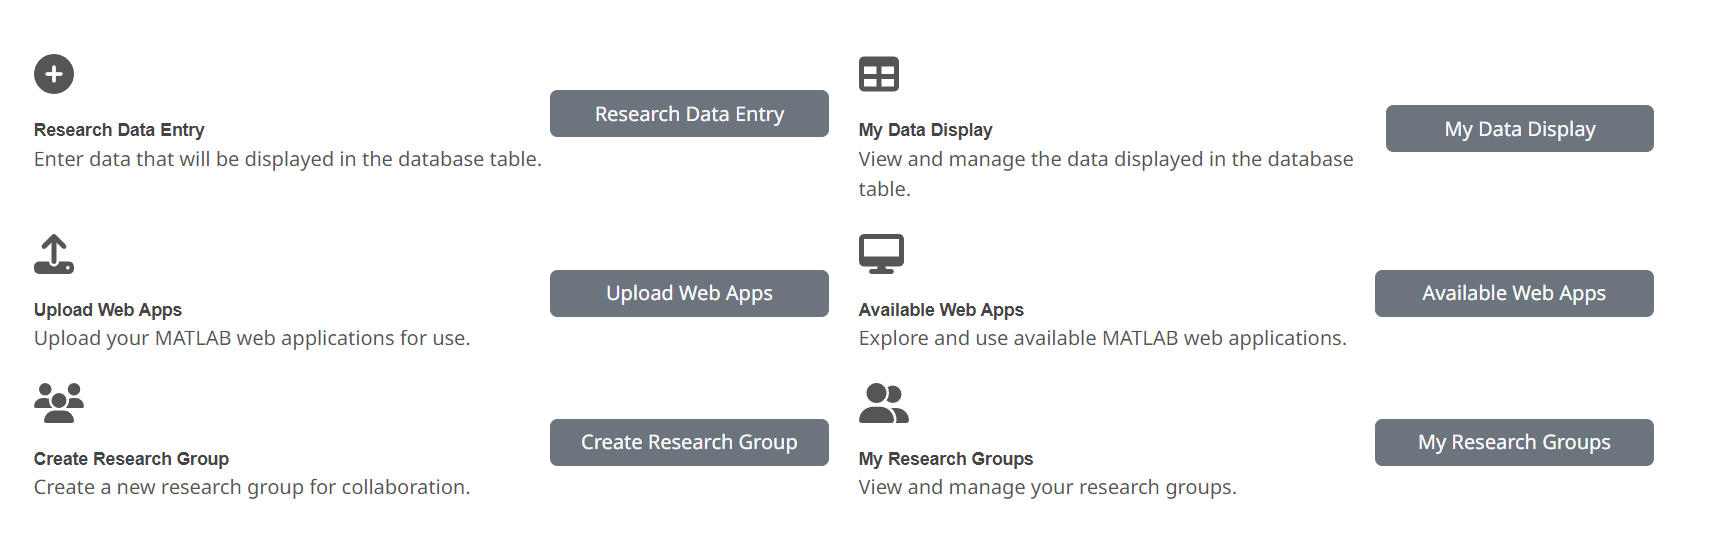 Research Data Entry
Enter data that will be displayed in the database table.
Research Data Entry
My Data Display
View and manage the data displayed in the database
table.
My Data Display
Upload Web Apps
Upload your MATLAB web applications for use.
Upload Web Apps
Available Web Apps
Explore and use available MATLAB web applications.
Available Web Apps
Create Research Group
Create a new research group for collaboration.
Create Research Group
My Research Groups
View and manage your research groups.
My Research Groups